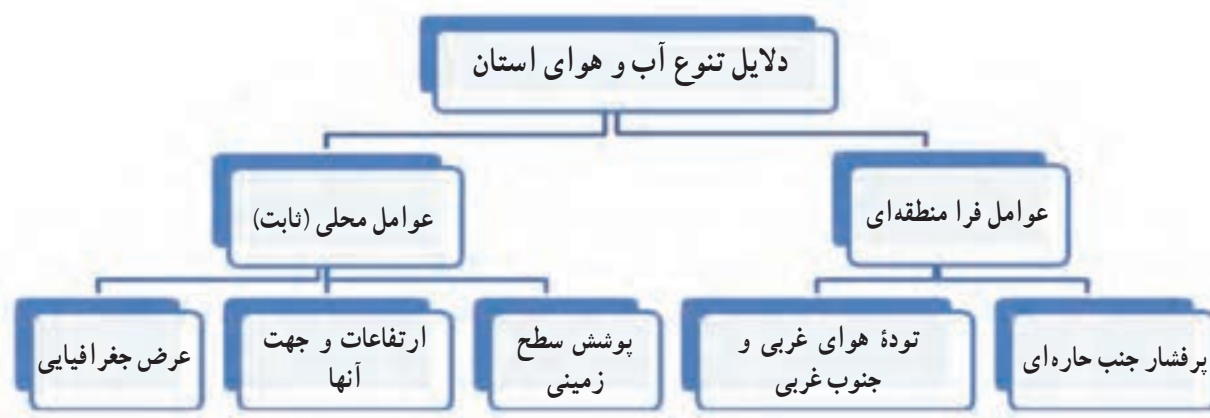 دلایل تنوع آب و هوای استان
عوامل فرا منطقه‌ای
عوامل محلی (ثابت)
پرفشار جنب حاره‌ای
تودهٔ هوای غربی و
جنوب غربی
پوشش سطح
زمینی
ارتفاعات و جهت
آنها
عرض جغرافیایی